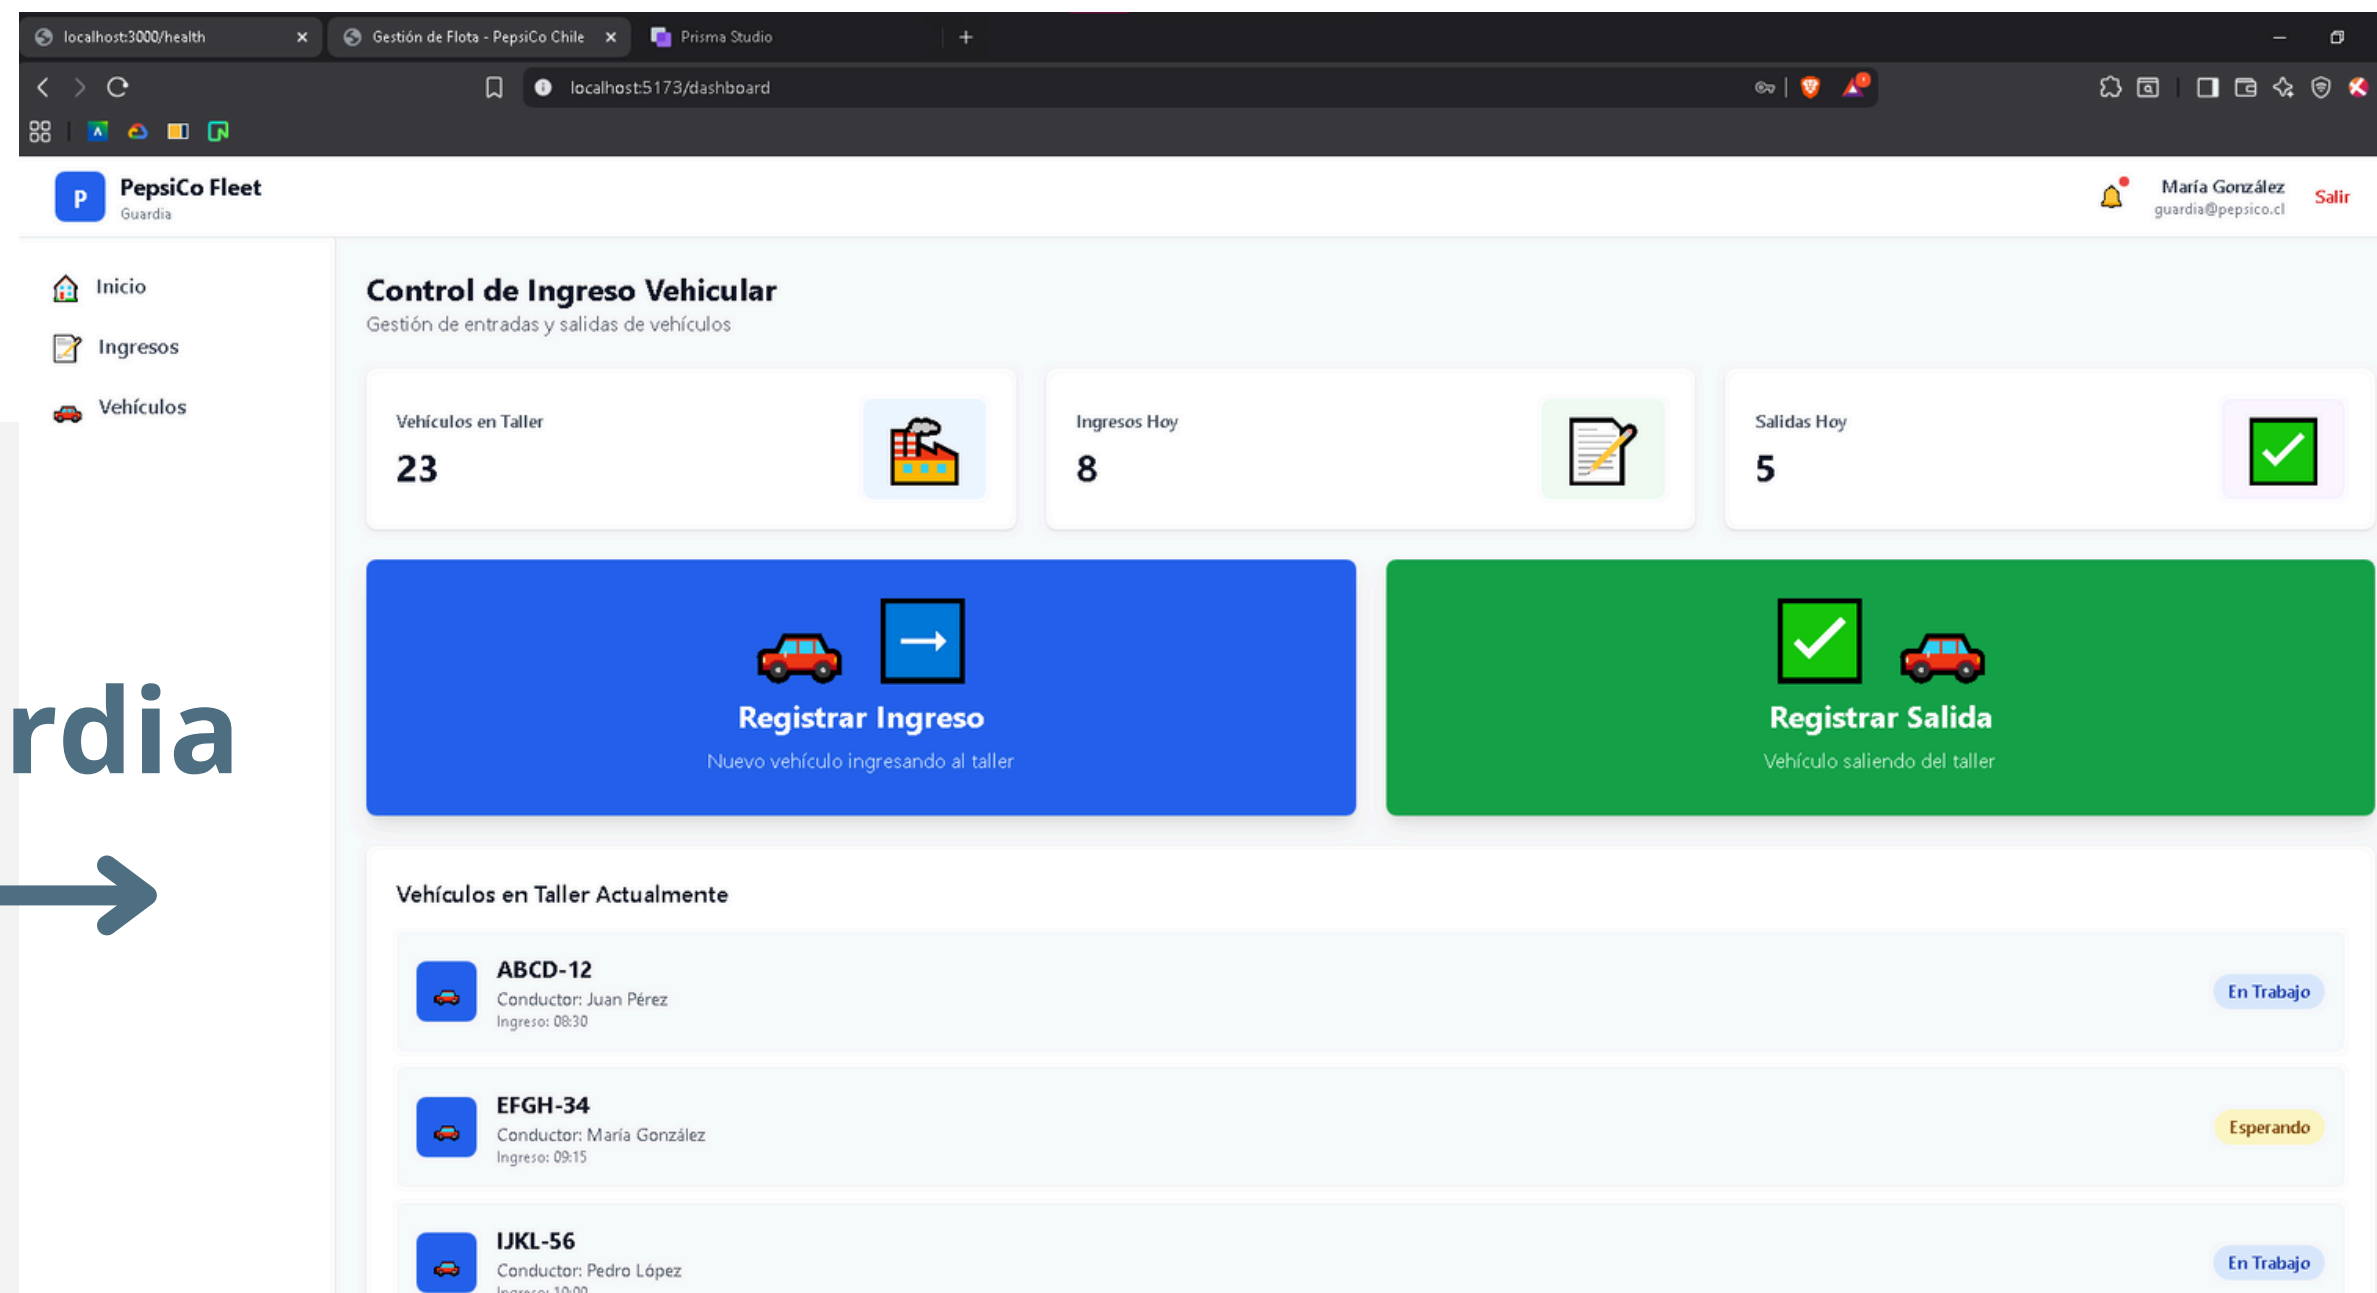 localhost:3000/health
Gestión de Flota - PepsiCo Chile
Prisma Studio
localhost:5173/dashboard
P
PepsiCo Fleet
Guardia
María González
guardia@pepsico.cl
Salir
Inicio
Ingresos
Vehículos
Control de Ingreso Vehicular
Gestión de entradas y salidas de vehículos
Vehículos en Taller
23
Ingresos Hoy
8
Salidas Hoy
5
Registrar Ingreso
Nuevo vehículo ingresando al taller
Registrar Salida
Vehículo saliendo del taller
rdia
Vehículos en Taller Actualmente
ABCD-12
Conductor: Juan Pérez
Ingreso: 08:30
En Trabajo
EFGH-34
Conductor: María González
Ingreso: 09:15
Esperando
IJKL-56
Conductor: Pedro López
Ingreso: 10:00
En Trabajo